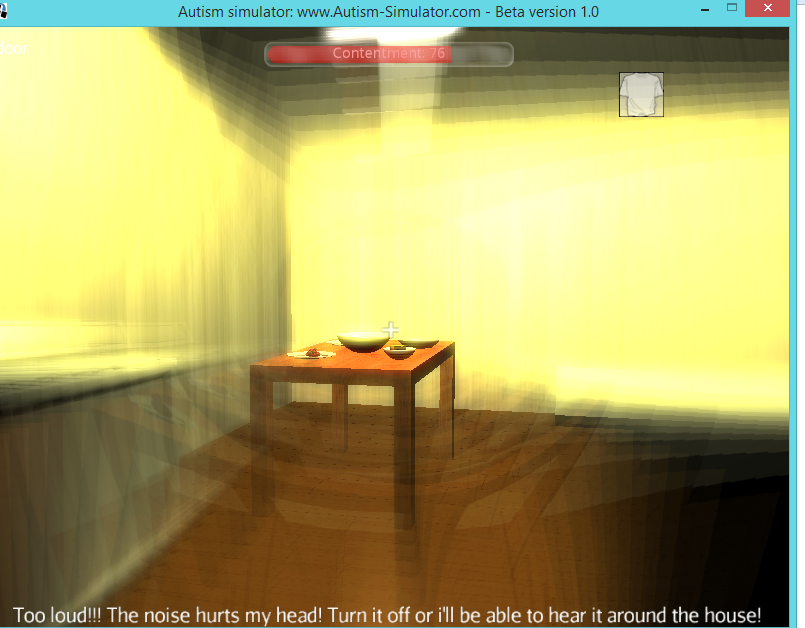 Autism simulator: www.Autism-Simulator.com - Beta version 1.0
door
Contentment: 76
Too loud!!! The noise hurts my head! Turn it off or i'll be able to hear it around the house!